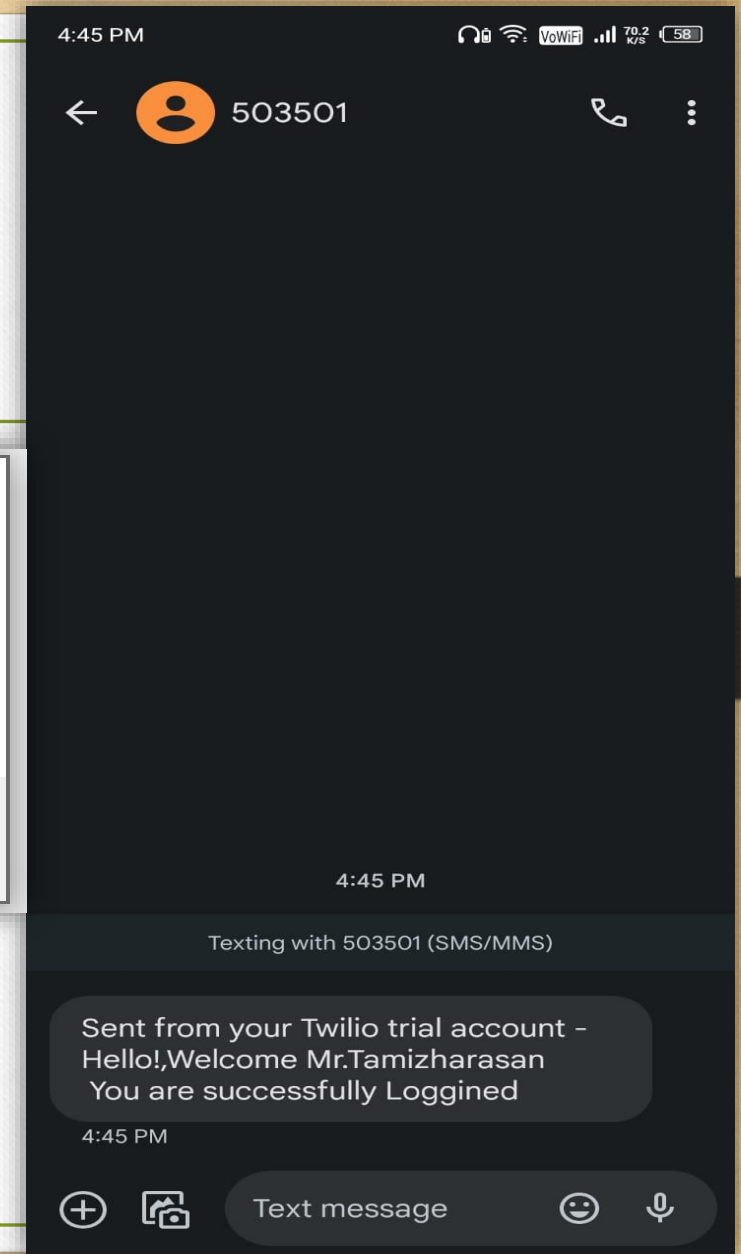 4:45 PM VoWiFi 70.2 K/S 58
503501
4:45 PM
Texting with 503501 (SMS/MMS)
Sent from your Twilio trial account -
Hello!,Welcome Mr.Tamizharasan
You are successfully Loggined
4:45 PM
Text message